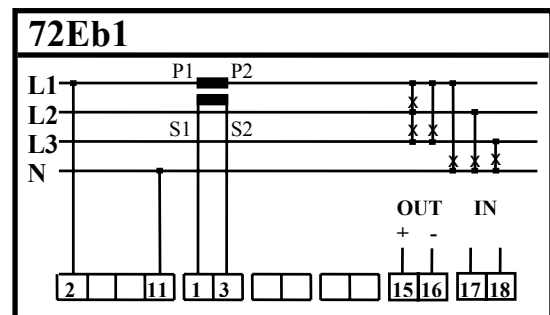 72Eb1
P1 P2
L1
L2
S1 S2
L3
N
OUT IN
+ -
2 11 1 3 15 16 17 18